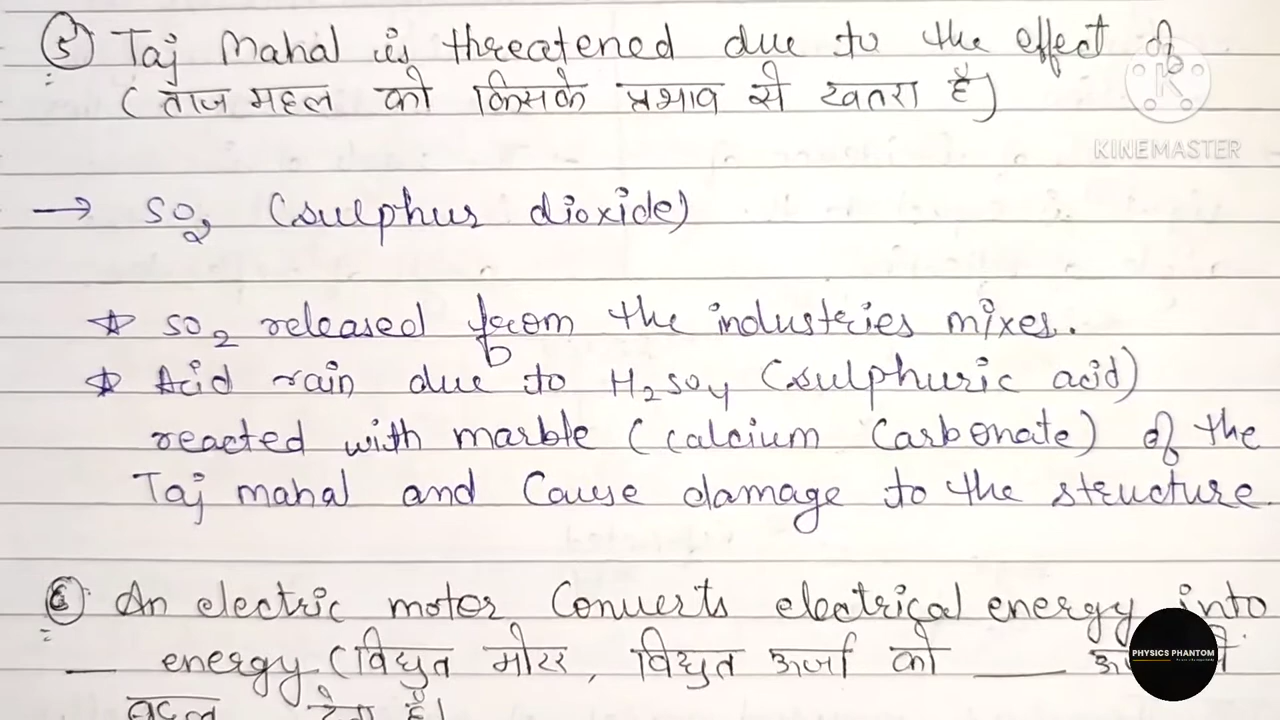 5 Taj Mahal is threatened due to the effect of
(ताज महल को किसके प्रभाव से खतरा है)
KINEMASTER
→ SO2 (sulphur dioxide)
☆ SO2 released from the industries mixes.
☆ Acid rain due to H2SO4 (sulphuric acid)
reacted with marble (calcium carbonate) of the
Taj mahal and Cause damage to the structure.
6 An electric motor Converts electrical energy into
__ energy (विद्युत मोटर, विद्युत ऊर्जा को __
PHYSICS PHANTOM
बदल देता है।